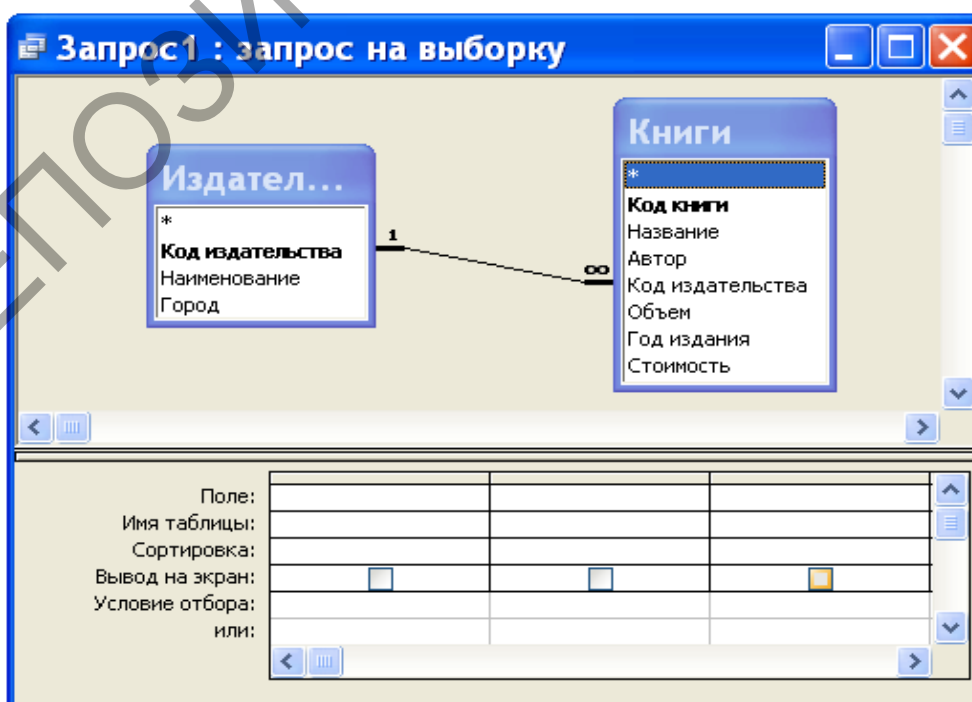 Запрос1 : запрос на выборку
Издател...
*
Код издательства
Наименование
Город
1
∞
Книги
*
Код книги
Название
Автор
Код издательства
Объем
Год издания
Стоимость
Поле:
Имя таблицы:
Сортировка:
Вывод на экран:
Условие отбора:
или: